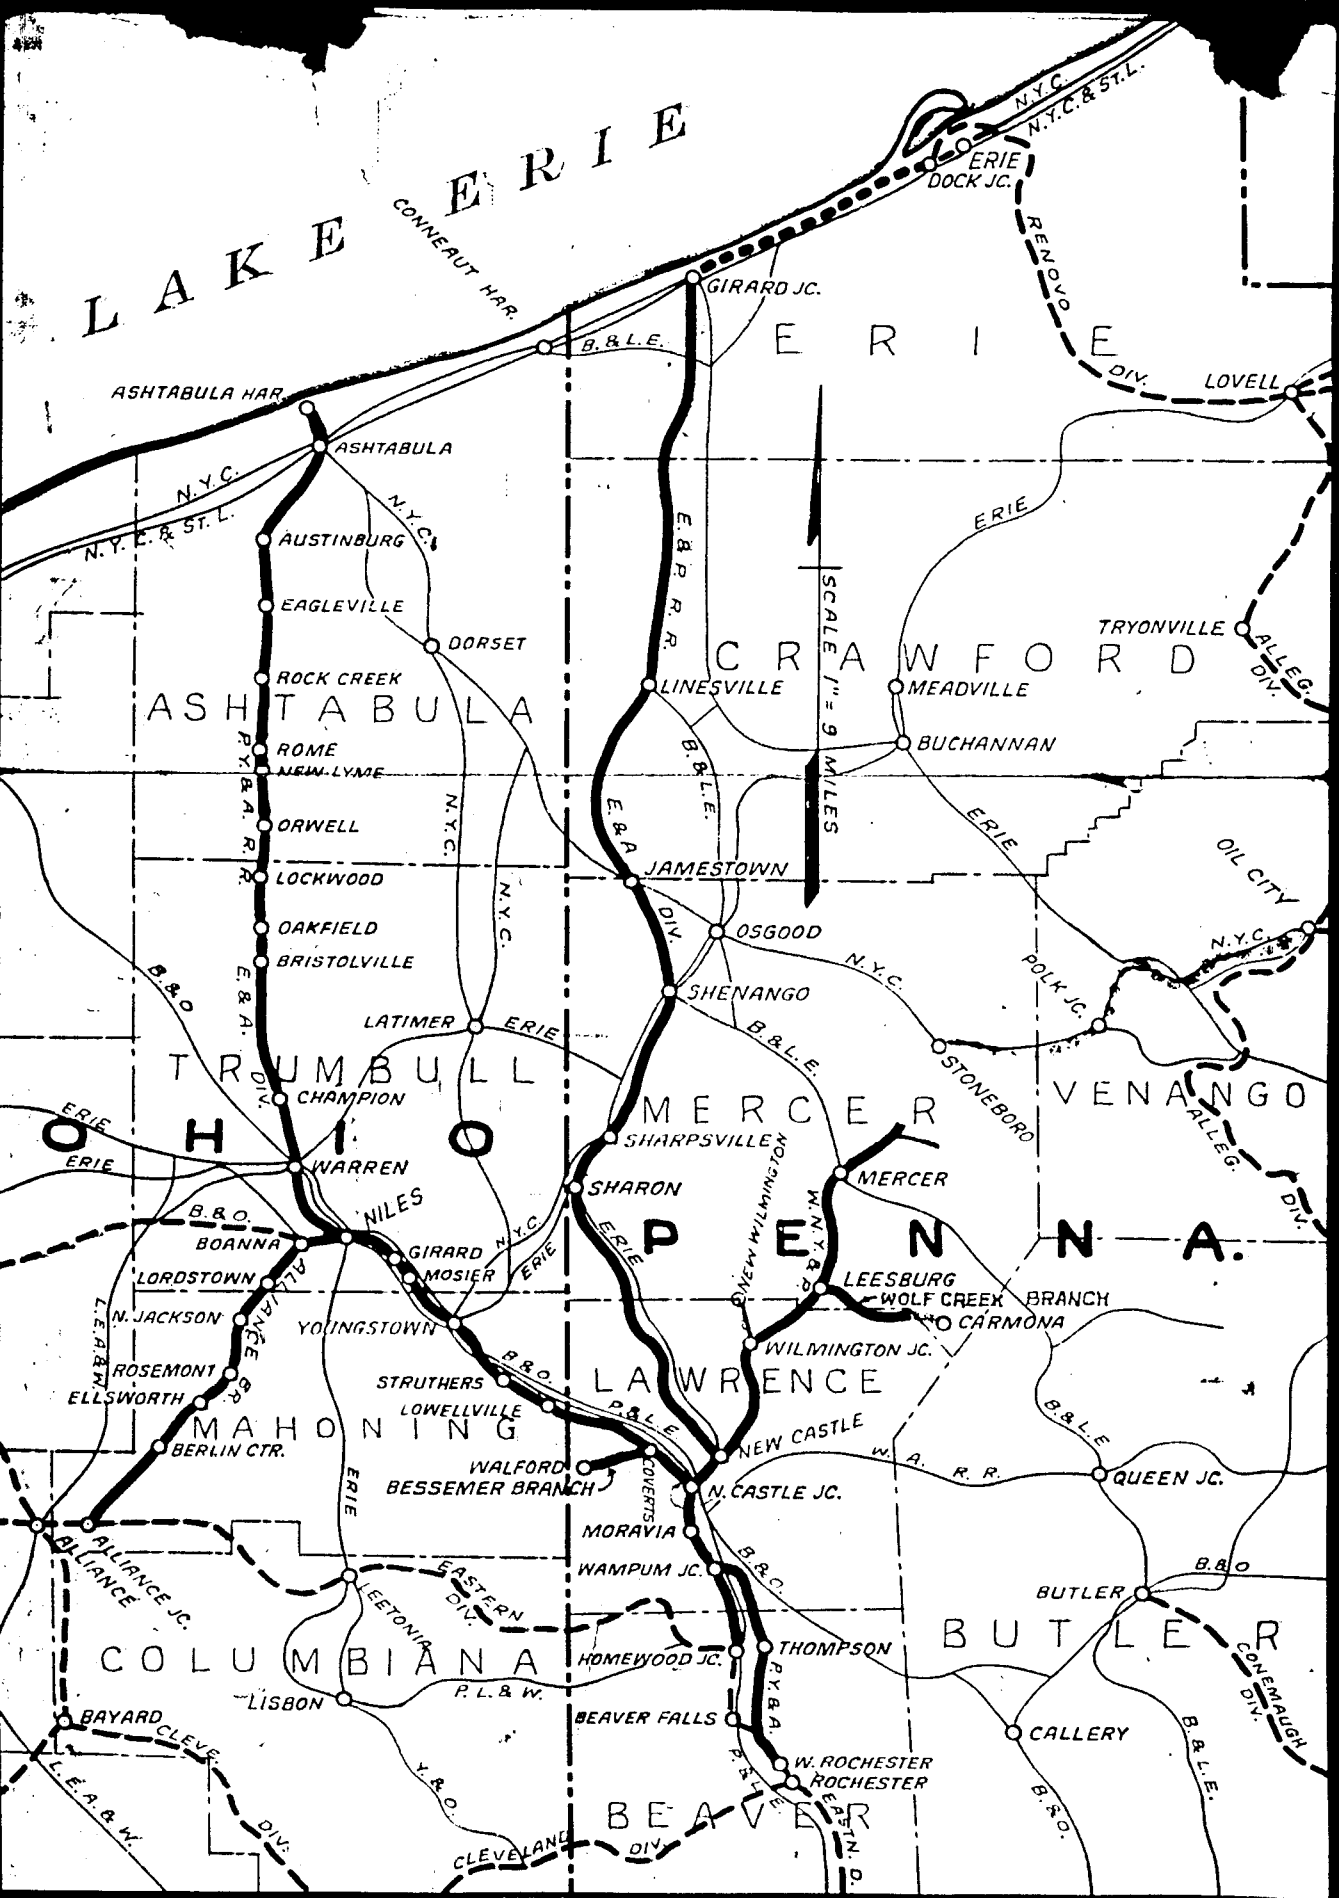 LAKE ERIE
CONNEAUT HAR.
N.Y.C.
N.Y.C. & ST. L.
ERIE
DOCK JC.
RENOVO
DIV.
GIRARD JC.
B. & L.E.
E R I E
LOVELL
ASHTABULA HAR.
ASHTABULA
N.Y.C.
N.Y.C. & ST. L.
N.Y.C.
AUSTINBURG
EAGLEVILLE
DORSET
ROCK CREEK
ASHTABULA
ROME
NEW LYME
P.Y. & A. R. R.
ORWELL
LOCKWOOD
OAKFIELD
BRISTOLVILLE
E. & A.
DIV.
N.Y.C.
N.Y.C.
E. & P. R. R.
SCALE 1" = 9 MILES
ERIE
CRAWFORD
TRYONVILLE
ALLEG.
DIV.
LINESVILLE
MEADVILLE
BUCHANNAN
B. & L.E.
E. & A.
DIV.
ERIE
JAMESTOWN
OSGOOD
OIL CITY
N.Y.C.
POLK JC.
N.Y.C.
SHENANGO
B. & L.E.
STONEBORO
VENANGO
ALLEG.
DIV.
B. & O
LATIMER
ERIE
TRUMBULL
CHAMPION
MERCER
OHIO
ERIE
ERIE
WARREN
SHARPSVILLE
SHARON
NEW WILMINGTON
MERCER
W.N.Y. & P.
PENNA.
B. & O.
NILES
BOANNA
GIRARD
MOSIER
N.Y.C.
ERIE
ERIE
LORDSTOWN
ALLIANCE BR.
N. JACKSON
YOUNGSTOWN
LEESBURG
WOLF CREEK BRANCH
CARMONA
WILMINGTON JC.
L.E.A. & W.
ROSEMONT
ELLSWORTH
STRUTHERS
B. & O.
LAWRENCE
LOWELLVILLE
P. & L.E
MAHONING
BERLIN CTR.
NEW CASTLE
B. & L.E
W. A. R. R.
QUEEN JC.
WALFORD
BESSEMER BRANCH
COVERTS
N. CASTLE JC.
ERIE
MORAVIA
ALLIANCE JC.
ALLIANCE
WAMPUM JC.
B. & O.
B. & O
LEETONIA
EASTERN
DIV.
BUTLER
BUTLER
COLUMBIANA
HOMEWOOD JC.
THOMPSON
CONEMAUGH
DIV.
LISBON
P. L. & W.
P.Y. & A.
BAYARD
CLEVE.
DIV.
BEAVER FALLS
CALLERY
B. & L.E.
L. E. A. & W.
Y. & O.
P. & L.E.
W. ROCHESTER
ROCHESTER
BEAVER
B. & O.
CLEVELAND
DIV.
EAST'N. D.